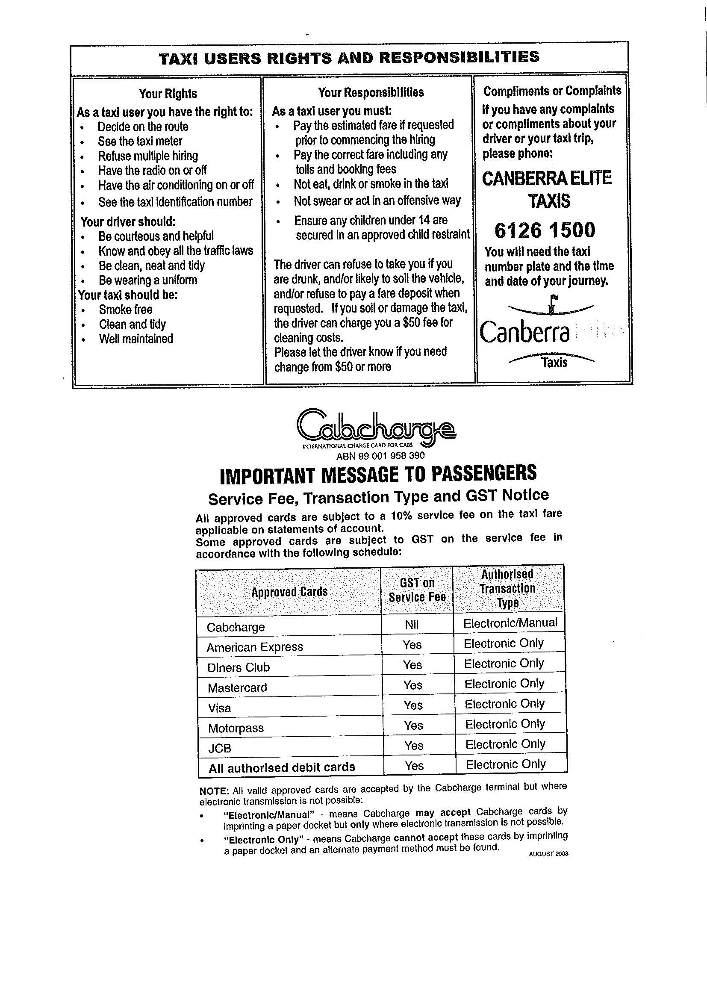 TAXI USERS RIGHTS AND RESPONSIBILITIES
Your Rights
As a taxi user you have the right to:
• Decide on the route
• See the taxi meter
• Refuse multiple hiring
• Have the radio on or off
• Have the air conditioning on or off
• See the taxi identification number
Your driver should:
• Be courteous and helpful
• Know and obey all the traffic laws
• Be clean, neat and tidy
• Be wearing a uniform
Your taxi should be:
• Smoke free
• Clean and tidy
• Well maintained
Your Responsibilities
As a taxi user you must:
• Pay the estimated fare if requested
prior to commencing the hiring
• Pay the correct fare including any
tolls and booking fees
• Not eat, drink or smoke in the taxi
• Not swear or act in an offensive way
• Ensure any children under 14 are
secured in an approved child restraint
The driver can refuse to take you if you
are drunk, and/or likely to soil the vehicle,
and/or refuse to pay a fare deposit when
requested. If you soil or damage the taxi,
the driver can charge you a $50 fee for
cleaning costs.
Please let the driver know if you need
change from $50 or more
Compliments or Complaints
If you have any complaints
or compliments about your
driver or your taxi trip,
please phone:
CANBERRA ELITE
TAXIS
6126 1500
You will need the taxi
number plate and the time
and date of your journey.
Canberra Elite
Taxis
Cabcharge
INTERNATIONAL CHARGE CARD FOR CABS
ABN 99 001 958 390
IMPORTANT MESSAGE TO PASSENGERS
Service Fee, Transaction Type and GST Notice
All approved cards are subject to a 10% service fee on the taxi fare
applicable on statements of account.
Some approved cards are subject to GST on the service fee in
accordance with the following schedule:
Approved Cards GST on Service Fee Authorised Transaction Type
Cabcharge Nil Electronic/Manual
American Express Yes Electronic Only
Diners Club Yes Electronic Only
Mastercard Yes Electronic Only
Visa Yes Electronic Only
Motorpass Yes Electronic Only
JCB Yes Electronic Only
All authorised debit cards Yes Electronic Only
NOTE: All valid approved cards are accepted by the Cabcharge terminal but where
electronic transmission is not possible:
• "Electronic/Manual" - means Cabcharge may accept Cabcharge cards by
imprinting a paper docket but only where electronic transmission is not possible.
• "Electronic Only" - means Cabcharge cannot accept these cards by imprinting
a paper docket and an alternate payment method must be found.
AUGUST 2008